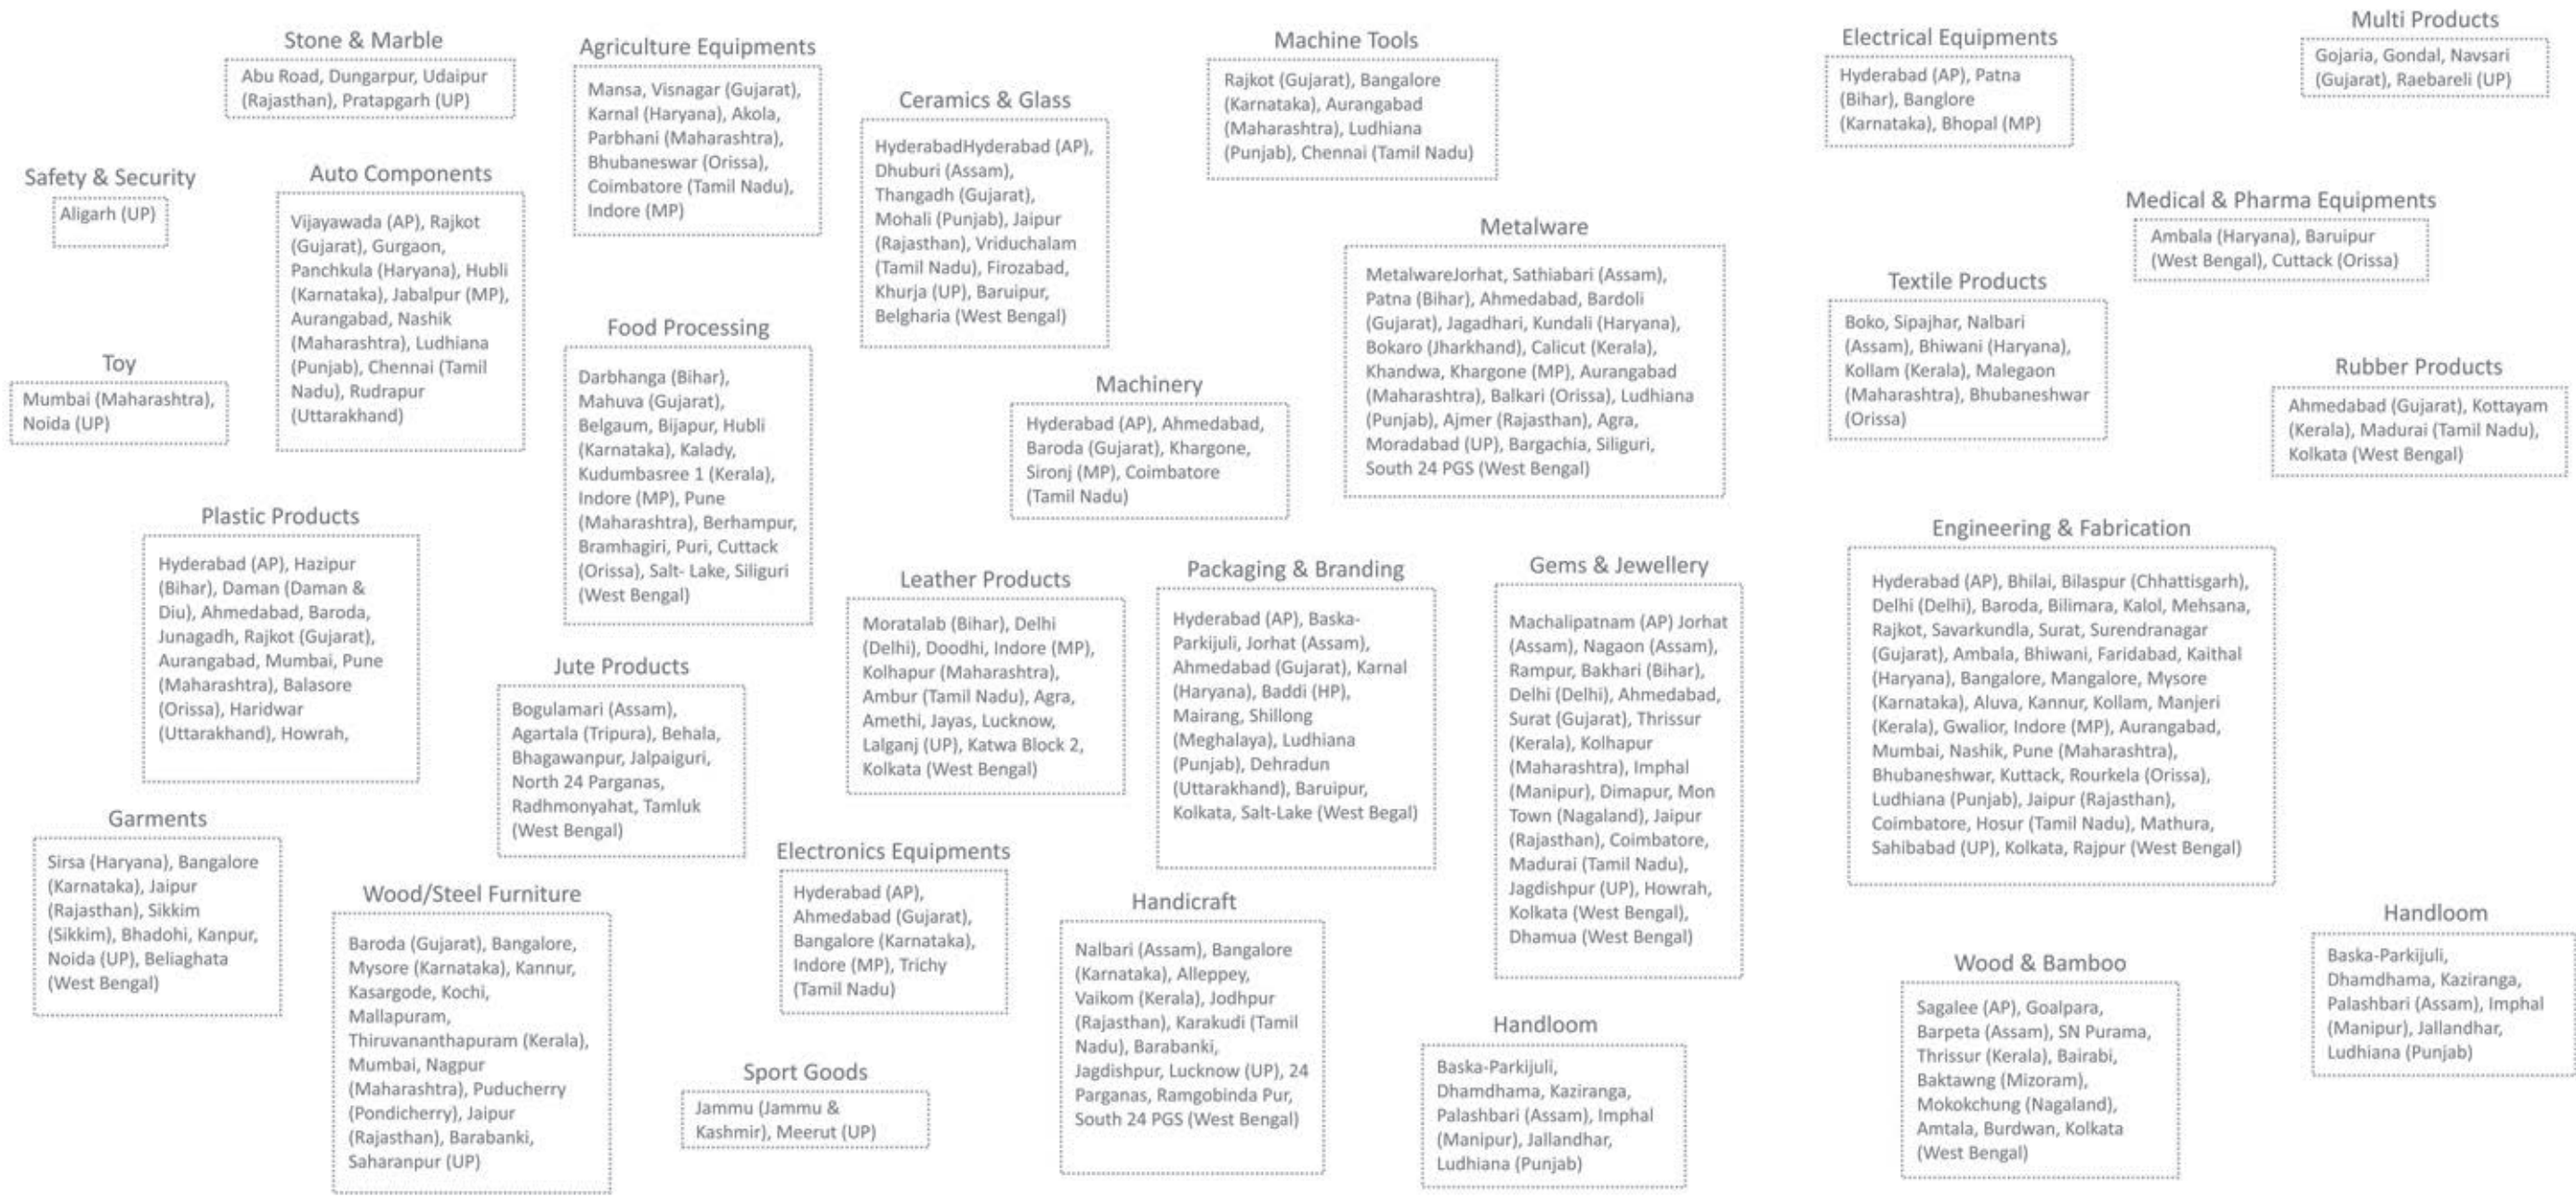 Stone & Marble
Abu Road, Dungarpur, Udaipur
(Rajasthan), Pratapgarh (UP)
Agriculture Equipments
Mansa, Visnagar (Gujarat),
Karnal (Haryana), Akola,
Parbhani (Maharashtra),
Bhubaneswar (Orissa),
Coimbatore (Tamil Nadu),
Indore (MP)
Ceramics & Glass
HyderabadHyderabad (AP),
Dhuburi (Assam),
Thangadh (Gujarat),
Mohali (Punjab), Jaipur
(Rajasthan), Vriduchalam
(Tamil Nadu), Firozabad,
Khurja (UP), Baruipur,
Belgharia (West Bengal)
Machine Tools
Rajkot (Gujarat), Bangalore
(Karnataka), Aurangabad
(Maharashtra), Ludhiana
(Punjab), Chennai (Tamil Nadu)
Electrical Equipments
Hyderabad (AP), Patna
(Bihar), Banglore
(Karnataka), Bhopal (MP)
Multi Products
Gojaria, Gondal, Navsari
(Gujarat), Raebareli (UP)
Safety & Security
Aligarh (UP)
Auto Components
Vijayawada (AP), Rajkot
(Gujarat), Gurgaon,
Panchkula (Haryana), Hubli
(Karnataka), Jabalpur (MP),
Aurangabad, Nashik
(Maharashtra), Ludhiana
(Punjab), Chennai (Tamil
Nadu), Rudrapur
(Uttarakhand)
Metalware
MetalwareJorhat, Sathiabari (Assam),
Patna (Bihar), Ahmedabad, Bardoli
(Gujarat), Jagadhari, Kundali (Haryana),
Bokaro (Jharkhand), Calicut (Kerala),
Khandwa, Khargone (MP), Aurangabad
(Maharashtra), Balkari (Orissa), Ludhiana
(Punjab), Ajmer (Rajasthan), Agra,
Moradabad (UP), Bargachia, Siliguri,
South 24 PGS (West Bengal)
Medical & Pharma Equipments
Ambala (Haryana), Baruipur
(West Bengal), Cuttack (Orissa)
Textile Products
Boko, Sipajhar, Nalbari
(Assam), Bhiwani (Haryana),
Kollam (Kerala), Malegaon
(Maharashtra), Bhubaneshwar
(Orissa)
Toy
Mumbai (Maharashtra),
Noida (UP)
Food Processing
Darbhanga (Bihar),
Mahuva (Gujarat),
Belgaum, Bijapur, Hubli
(Karnataka), Kalady,
Kudumbasree 1 (Kerala),
Indore (MP), Pune
(Maharashtra), Berhampur,
Bramhagiri, Puri, Cuttack
(Orissa), Salt- Lake, Siliguri
(West Bengal)
Machinery
Hyderabad (AP), Ahmedabad,
Baroda (Gujarat), Khargone,
Sironj (MP), Coimbatore
(Tamil Nadu)
Rubber Products
Ahmedabad (Gujarat), Kottayam
(Kerala), Madurai (Tamil Nadu),
Kolkata (West Bengal)
Plastic Products
Hyderabad (AP), Hazipur
(Bihar), Daman (Daman &
Diu), Ahmedabad, Baroda,
Junagadh, Rajkot (Gujarat),
Aurangabad, Mumbai, Pune
(Maharashtra), Balasore
(Orissa), Haridwar
(Uttarakhand), Howrah,
Jute Products
Bogulamari (Assam),
Agartala (Tripura), Behala,
Bhagawanpur, Jalpaiguri,
North 24 Parganas,
Radhmonyahat, Tamluk
(West Bengal)
Leather Products
Moratalab (Bihar), Delhi
(Delhi), Doodhi, Indore (MP),
Kolhapur (Maharashtra),
Ambur (Tamil Nadu), Agra,
Amethi, Jayas, Lucknow,
Lalganj (UP), Katwa Block 2,
Kolkata (West Bengal)
Packaging & Branding
Hyderabad (AP), Baska-
Parkijuli, Jorhat (Assam),
Ahmedabad (Gujarat), Karnal
(Haryana), Baddi (HP),
Mairang, Shillong
(Meghalaya), Ludhiana
(Punjab), Dehradun
(Uttarakhand), Baruipur,
Kolkata, Salt-Lake (West Begal)
Gems & Jewellery
Machalipatnam (AP) Jorhat
(Assam), Nagaon (Assam),
Rampur, Bakhari (Bihar),
Delhi (Delhi), Ahmedabad,
Surat (Gujarat), Thrissur
(Kerala), Kolhapur
(Maharashtra), Imphal
(Manipur), Dimapur, Mon
Town (Nagaland), Jaipur
(Rajasthan), Coimbatore,
Madurai (Tamil Nadu),
Jagdishpur (UP), Howrah,
Kolkata (West Bengal),
Dhamua (West Bengal)
Engineering & Fabrication
Hyderabad (AP), Bhilai, Bilaspur (Chhattisgarh),
Delhi (Delhi), Baroda, Bilimara, Kalol, Mehsana,
Rajkot, Savarkundla, Surat, Surendranagar
(Gujarat), Ambala, Bhiwani, Faridabad, Kaithal
(Haryana), Bangalore, Mangalore, Mysore
(Karnataka), Aluva, Kannur, Kollam, Manjeri
(Kerala), Gwalior, Indore (MP), Aurangabad,
Mumbai, Nashik, Pune (Maharashtra),
Bhubaneshwar, Kuttack, Rourkela (Orissa),
Ludhiana (Punjab), Jaipur (Rajasthan),
Coimbatore, Hosur (Tamil Nadu), Mathura,
Sahibabad (UP), Kolkata, Rajpur (West Bengal)
Garments
Sirsa (Haryana), Bangalore
(Karnataka), Jaipur
(Rajasthan), Sikkim
(Sikkim), Bhadohi, Kanpur,
Noida (UP), Beliaghata
(West Bengal)
Wood/Steel Furniture
Baroda (Gujarat), Bangalore,
Mysore (Karnataka), Kannur,
Kasargode, Kochi,
Mallapuram,
Thiruvananthapuram (Kerala),
Mumbai, Nagpur
(Maharashtra), Puducherry
(Pondicherry), Jaipur
(Rajasthan), Barabanki,
Saharanpur (UP)
Electronics Equipments
Hyderabad (AP),
Ahmedabad (Gujarat),
Bangalore (Karnataka),
Indore (MP), Trichy
(Tamil Nadu)
Sport Goods
Jammu (Jammu &
Kashmir), Meerut (UP)
Handicraft
Nalbari (Assam), Bangalore
(Karnataka), Alleppey,
Vaikom (Kerala), Jodhpur
(Rajasthan), Karakudi (Tamil
Nadu), Barabanki,
Jagdishpur, Lucknow (UP), 24
Parganas, Ramgobinda Pur,
South 24 PGS (West Bengal)
Handloom
Baska-Parkijuli,
Dhamdhama, Kaziranga,
Palashbari (Assam), Imphal
(Manipur), Jallandhar,
Ludhiana (Punjab)
Wood & Bamboo
Sagalee (AP), Goalpara,
Barpeta (Assam), SN Purama,
Thrissur (Kerala), Bairabi,
Baktawng (Mizoram),
Mokokchung (Nagaland),
Amtala, Burdwan, Kolkata
(West Bengal)
Handloom
Baska-Parkijuli,
Dhamdhama, Kaziranga,
Palashbari (Assam), Imphal
(Manipur), Jallandhar,
Ludhiana (Punjab)